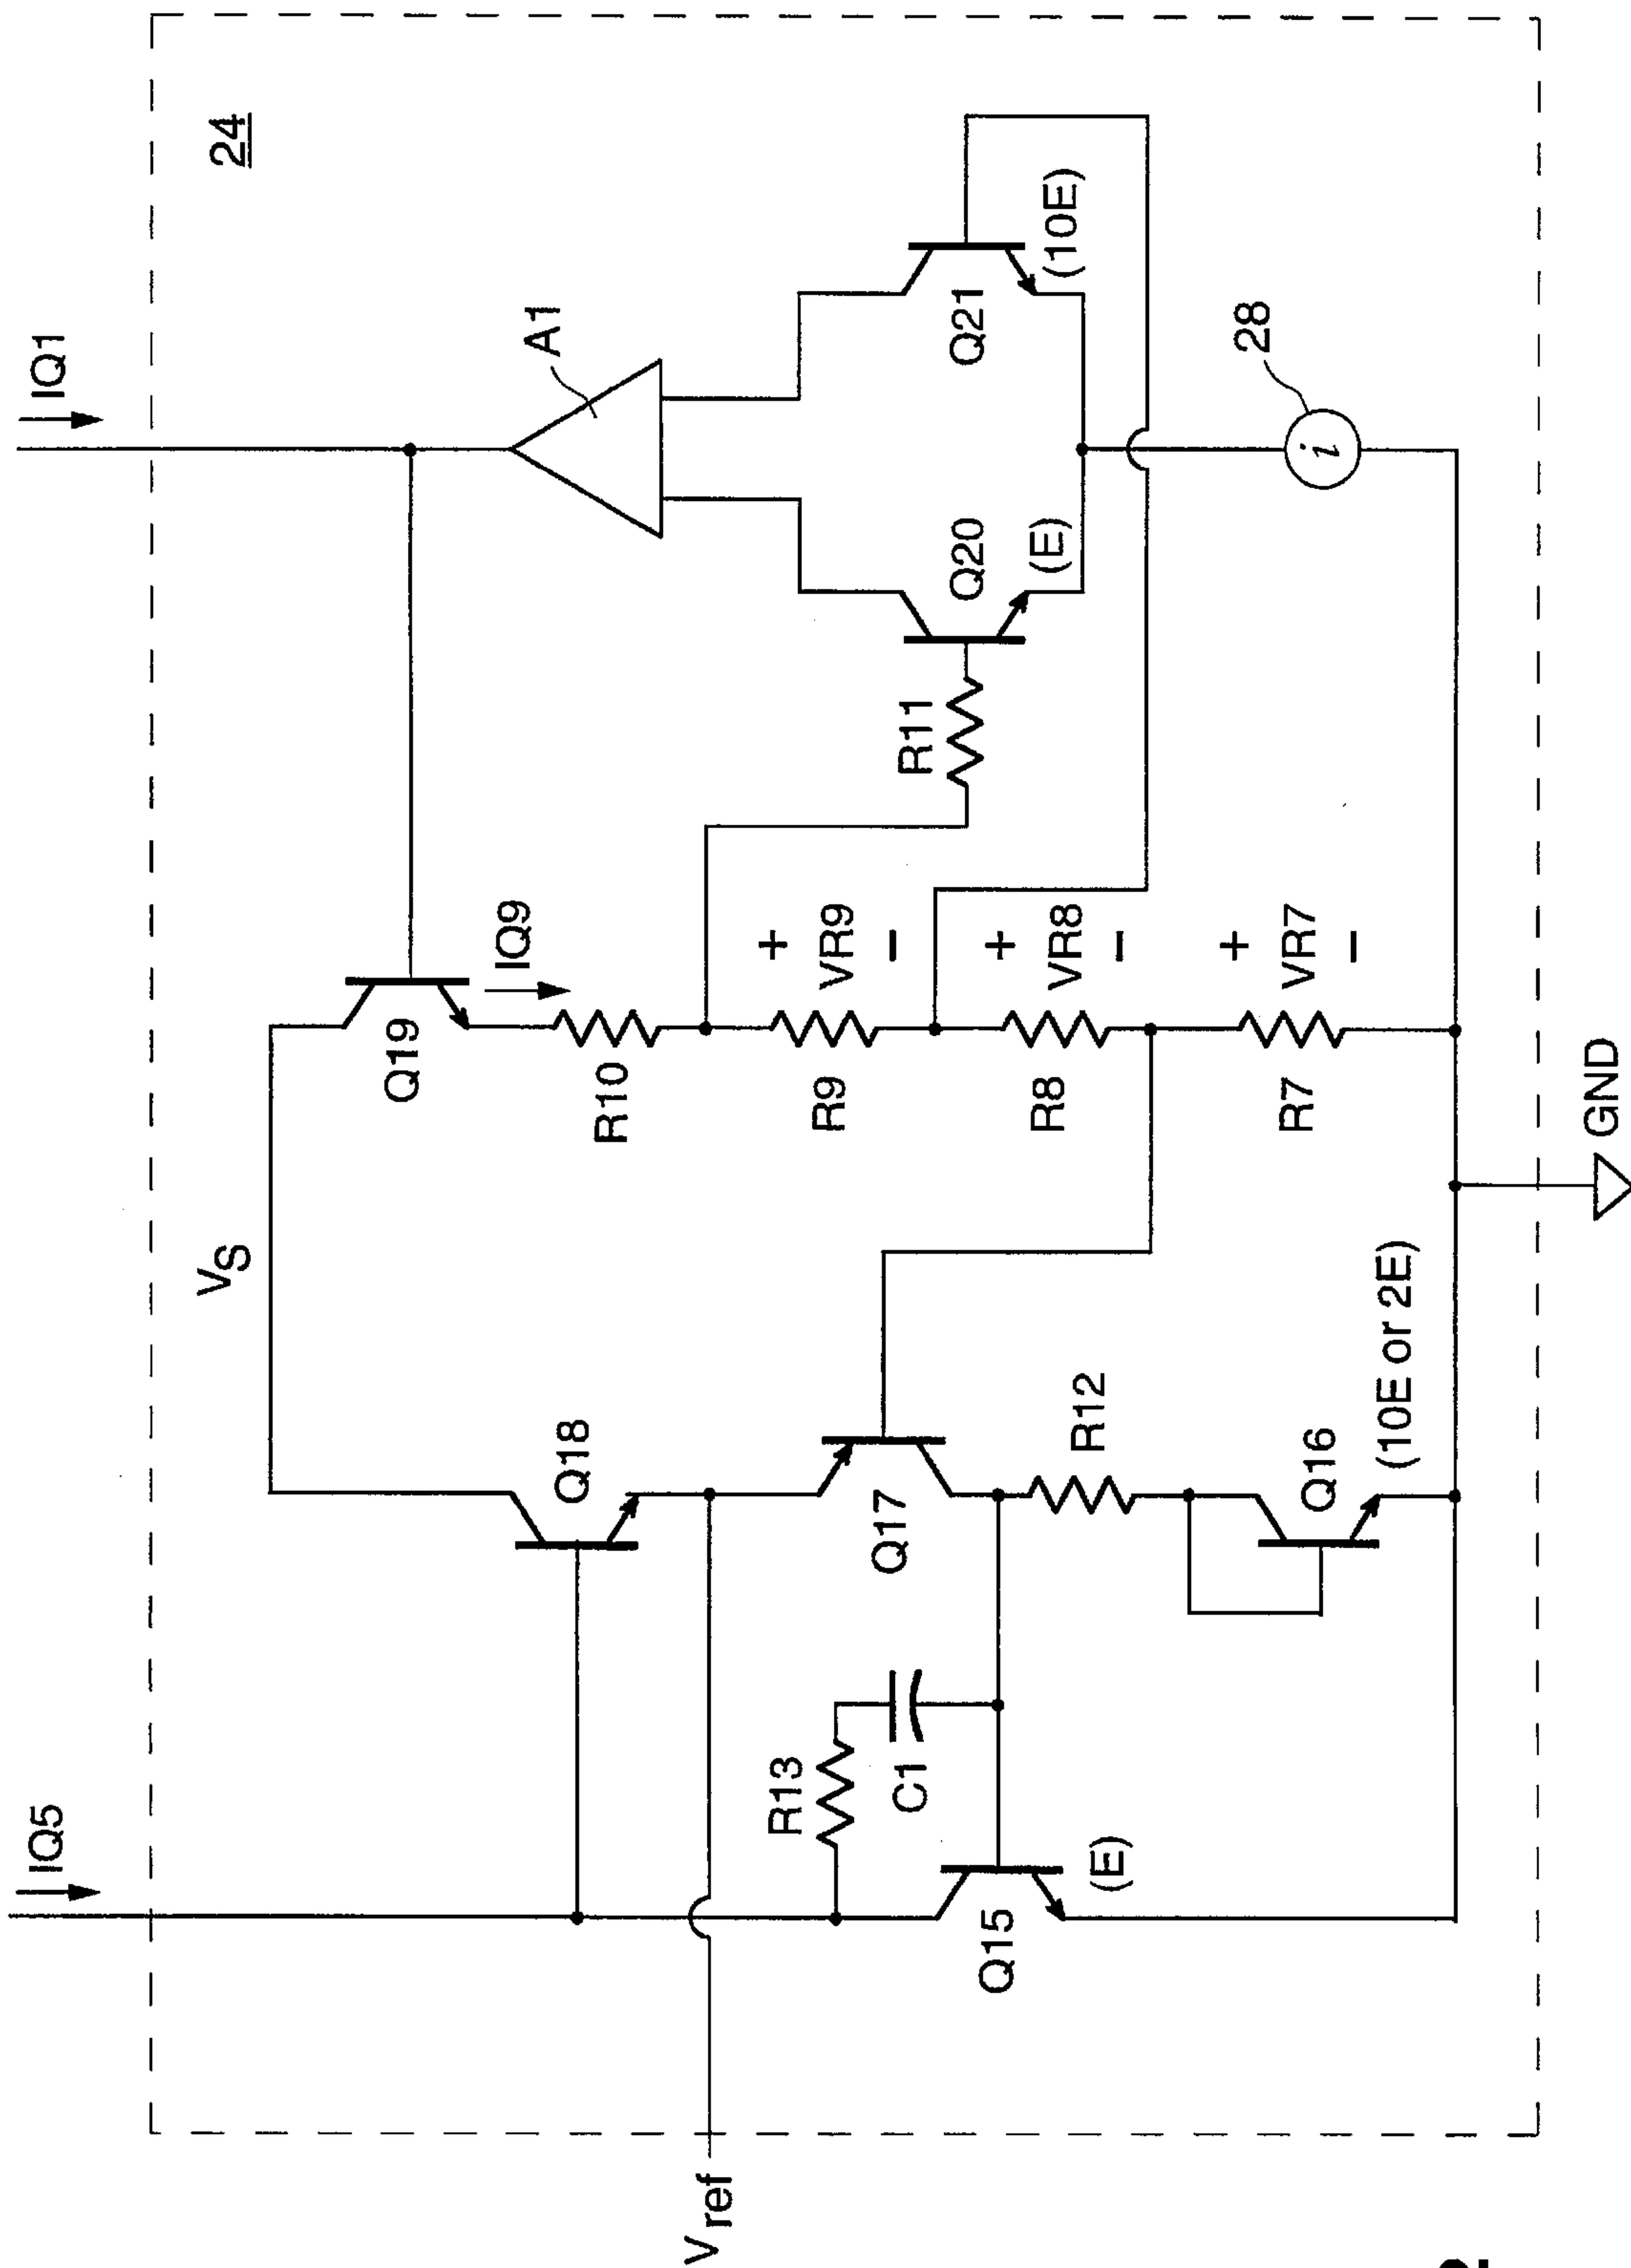 IQ5
IQ1
24
VS
A1
Q18
Q19
IQ9
R10
R11
Q20
(E)
Q21
(10E)
Vref
R13
C1
Q17
R9
+
VR9
−
R12
R8
+
VR8
−
Q15
(E)
Q16
(10E or 2E)
R7
+
VR7
−
28
i
GND